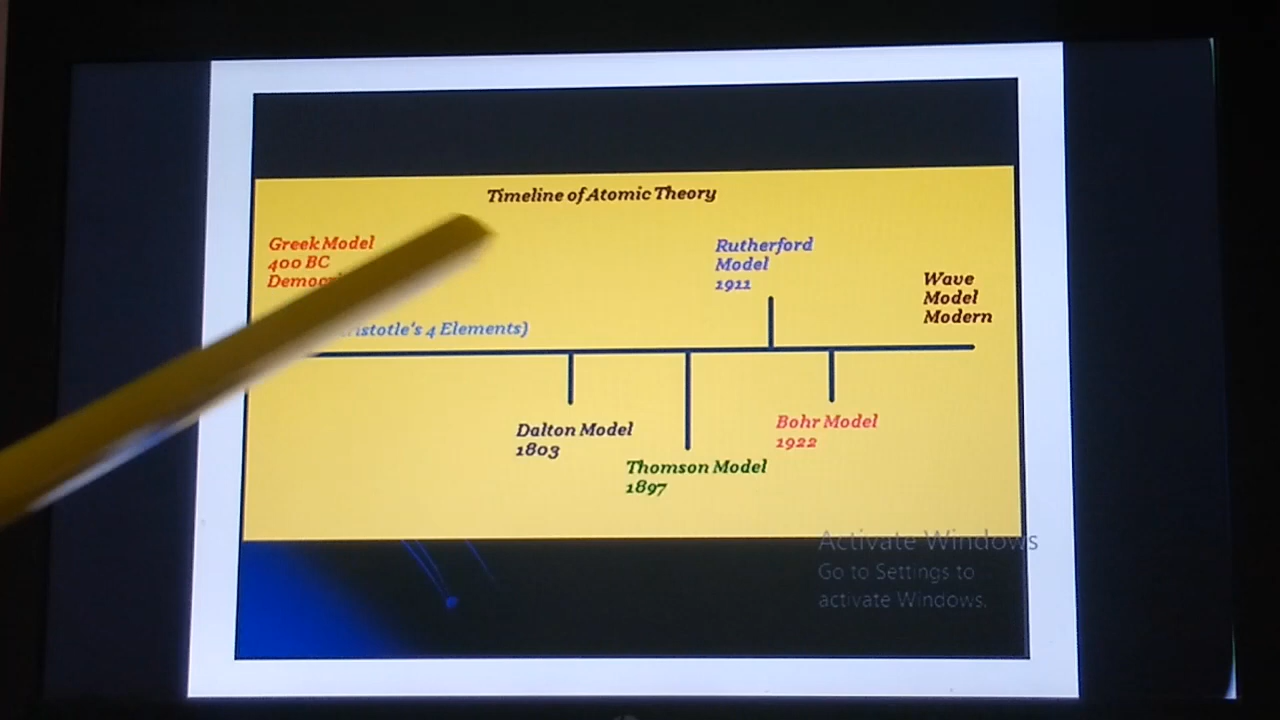 Timeline of Atomic Theory
Greek Model
400 BC
Rutherford
Model
1911
Wave
Model
Modern
4 Elements)
Dalton Model
1803
Bohr Model
1922
Thomson Model
1897
Activate Windows
Go to Settings to
activate Windows.